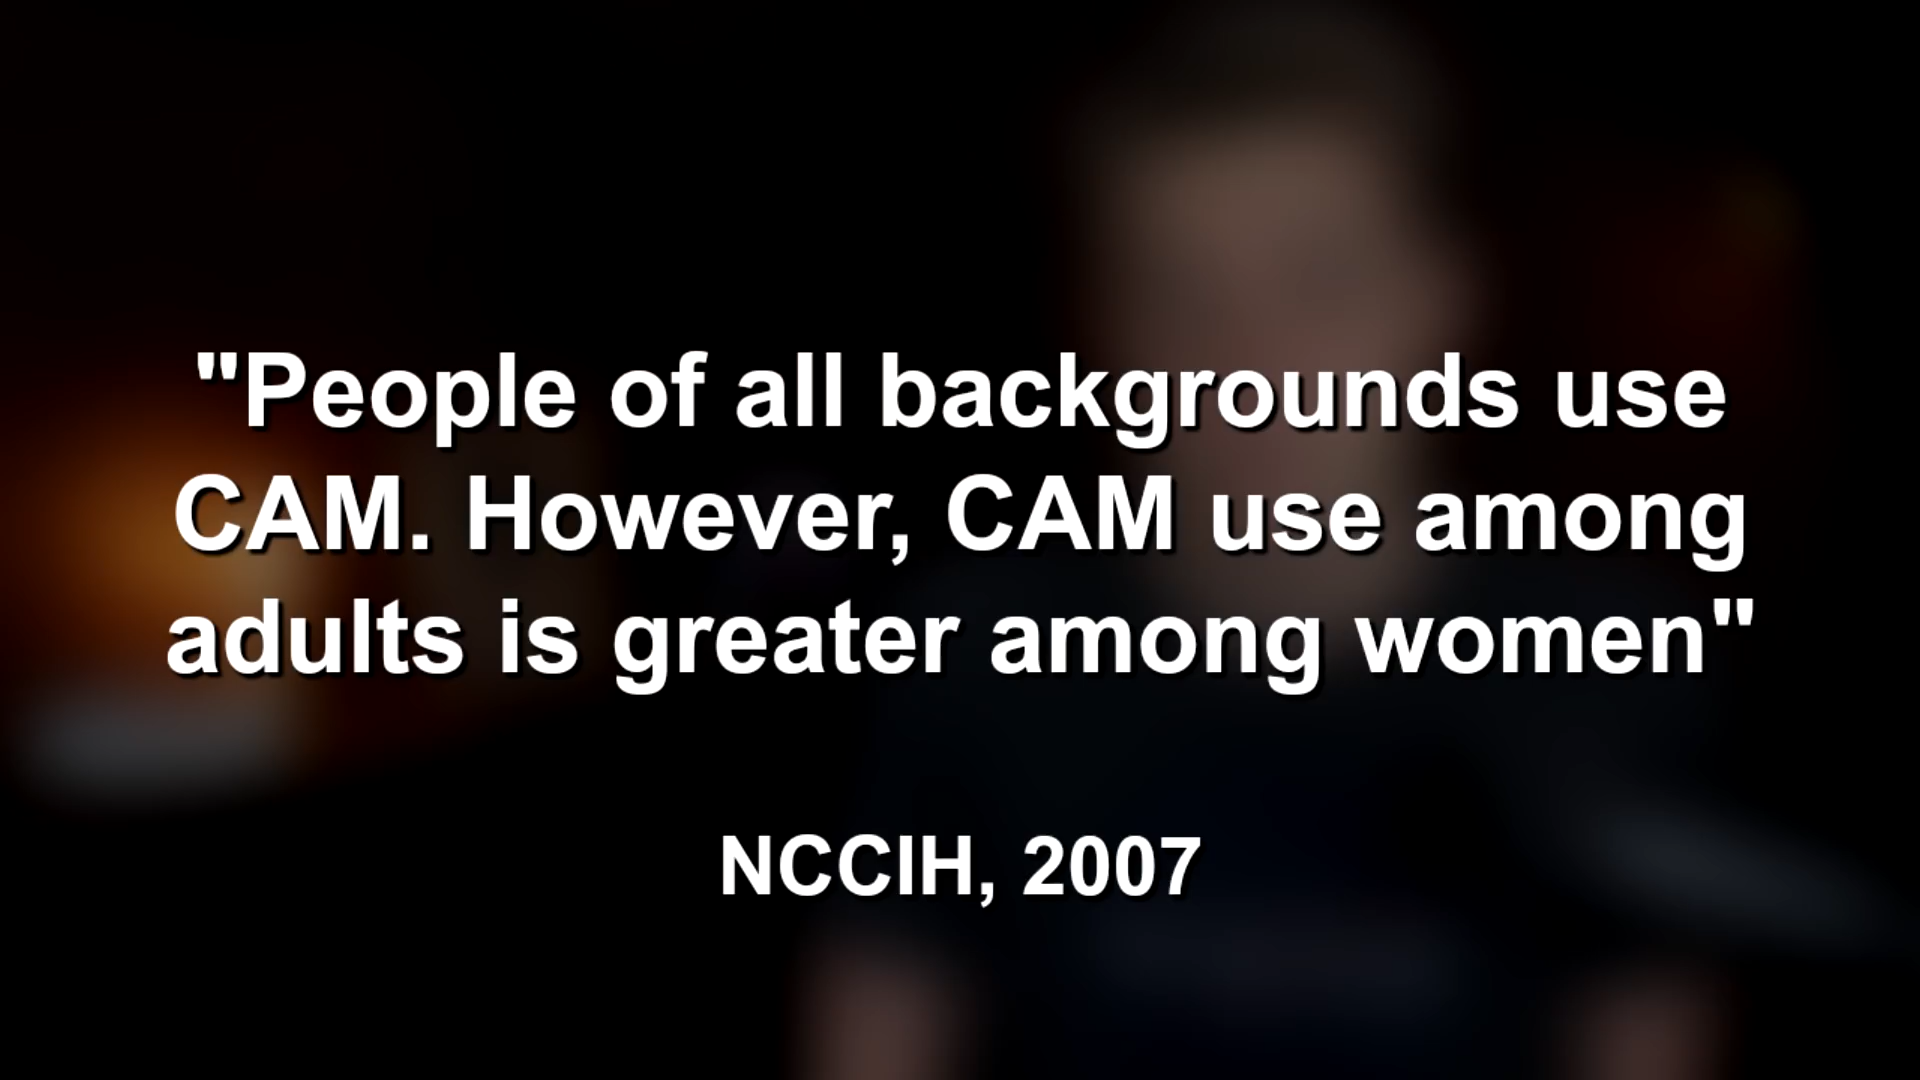 "People of all backgrounds use
CAM. However, CAM use among
adults is greater among women"
NCCIH, 2007